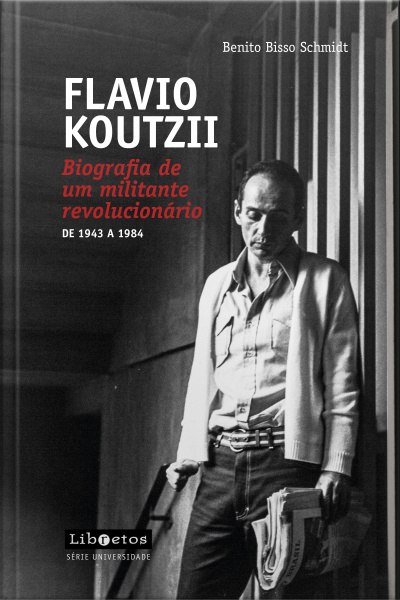 Benito Bisso Schmidt
FLAVIO
KOUTZII
Biografia de
um militante
revolucionário
DE 1943 A 1984
Libretos
SÉRIE UNIVERSIDADE